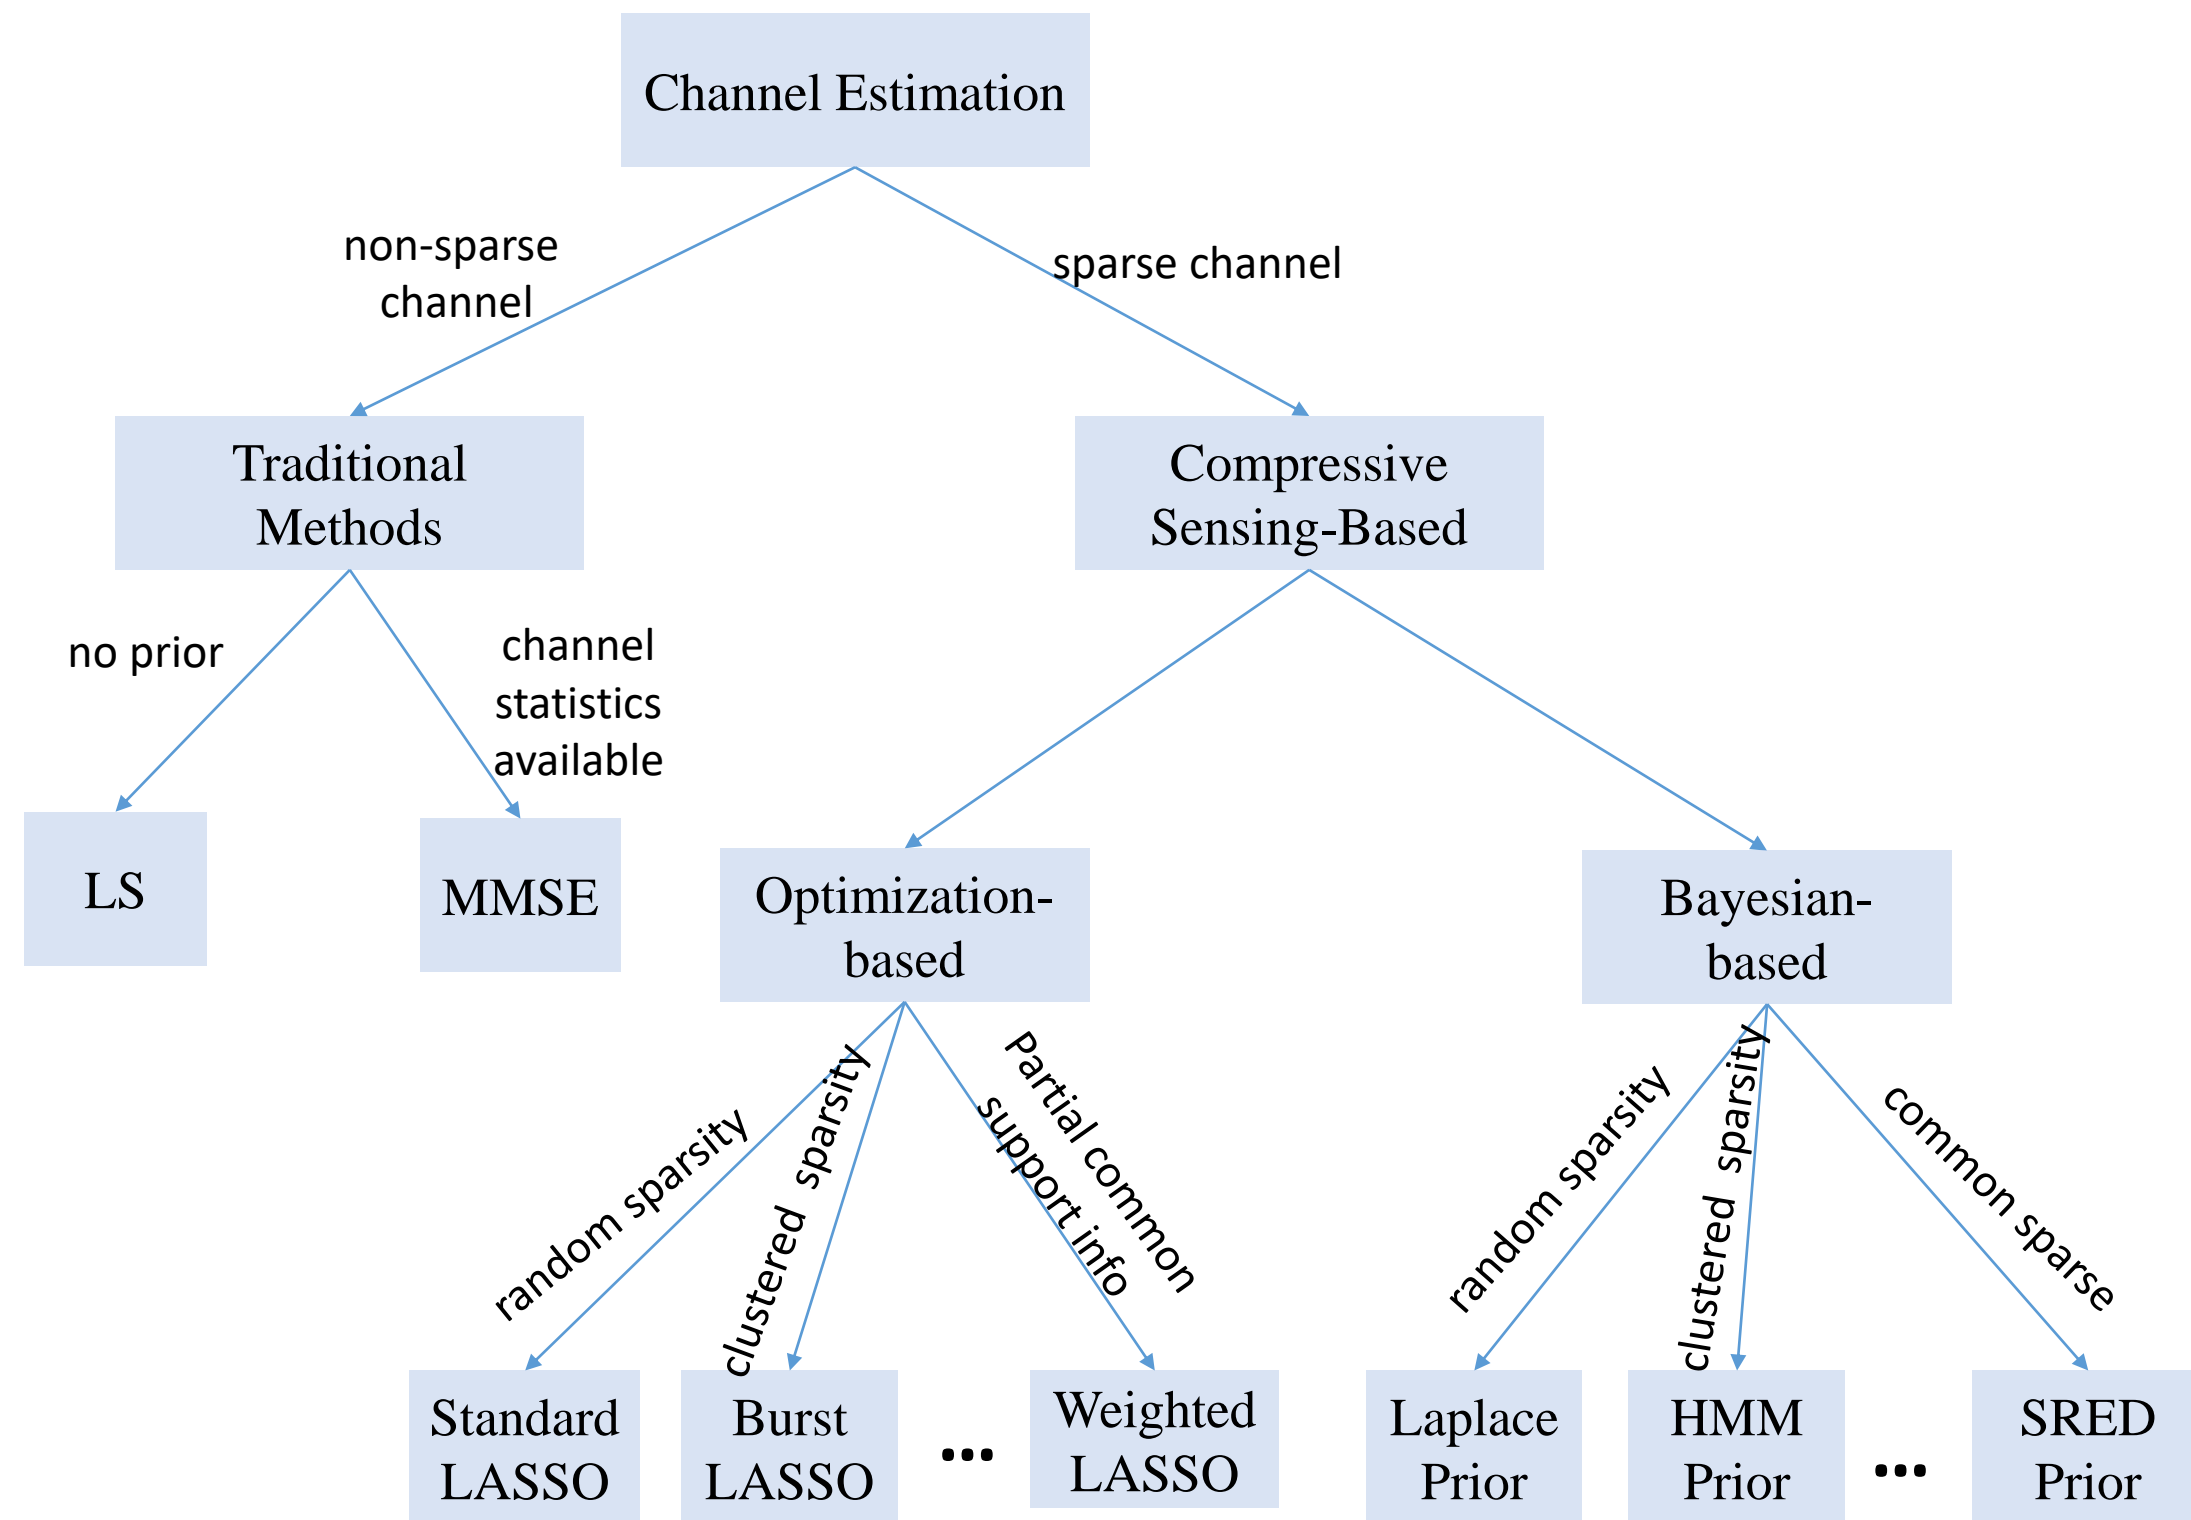 Channel Estimation
non-sparse
channel
sparse channel
Traditional
Methods
Compressive
Sensing-Based
no prior
channel
statistics
available
LS
MMSE
Optimization-
based
Bayesian-
based
random sparsity
clustered sparsity
Partial common
support info
random sparsity
clustered sparsity
common sparse
Standard
LASSO
Burst
LASSO
...
Weighted
LASSO
Laplace
Prior
HMM
Prior
...
SRED
Prior